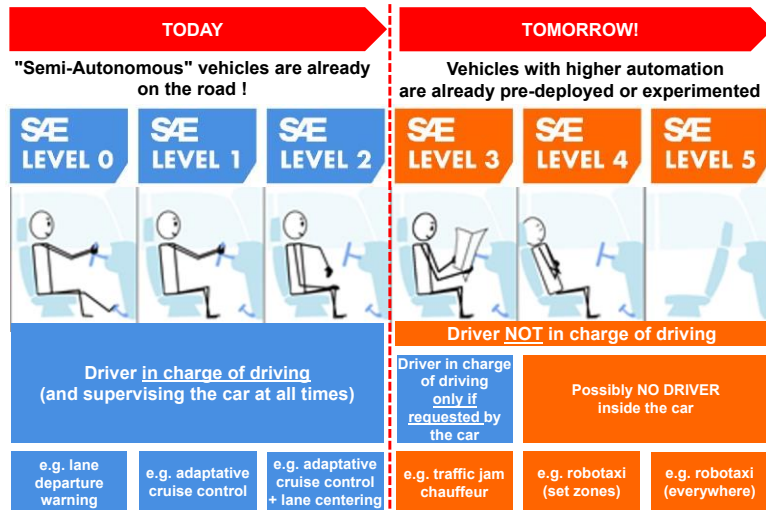 TODAY
TOMORROW!
"Semi-Autonomous" vehicles are already
on the road !
Vehicles with higher automation
are already pre-deployed or experimented
SAE
LEVEL 0
SAE
LEVEL 1
SAE
LEVEL 2
SAE
LEVEL 3
SAE
LEVEL 4
SAE
LEVEL 5
Driver in charge of driving
(and supervising the car at all times)
Driver NOT in charge of driving
Driver in charge
of driving
only if
requested by
the car
Possibly NO DRIVER
inside the car
e.g. lane
departure
warning
e.g. adaptative
cruise control
e.g. adaptative
cruise control
+ lane centering
e.g. traffic jam
chauffeur
e.g. robotaxi
(set zones)
e.g. robotaxi
(everywhere)